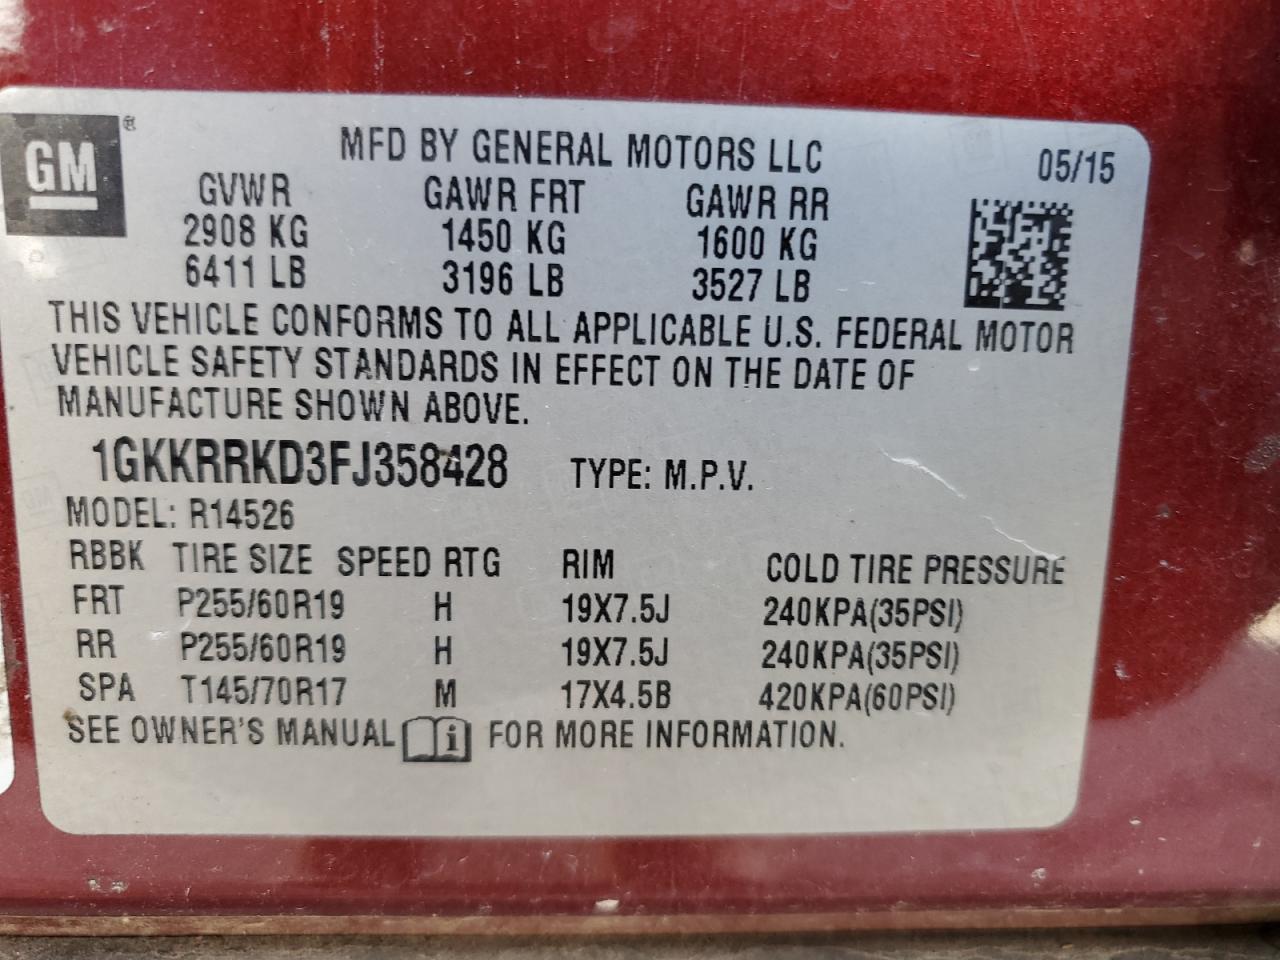 GM®
MFD BY GENERAL MOTORS LLC 05/15
GVWR GAWR FRT GAWR RR
2908 KG 1450 KG 1600 KG
6411 LB 3196 LB 3527 LB
THIS VEHICLE CONFORMS TO ALL APPLICABLE U.S. FEDERAL MOTOR
VEHICLE SAFETY STANDARDS IN EFFECT ON THE DATE OF
MANUFACTURE SHOWN ABOVE.
1GKKRRKD3FJ358428 TYPE: M.P.V.
MODEL: R14526
RBBK TIRE SIZE SPEED RTG RIM COLD TIRE PRESSURE
FRT P255/60R19 H 19X7.5J 240KPA(35PSI)
RR P255/60R19 H 19X7.5J 240KPA(35PSI)
SPA T145/70R17 M 17X4.5B 420KPA(60PSI)
SEE OWNER'S MANUAL i FOR MORE INFORMATION.